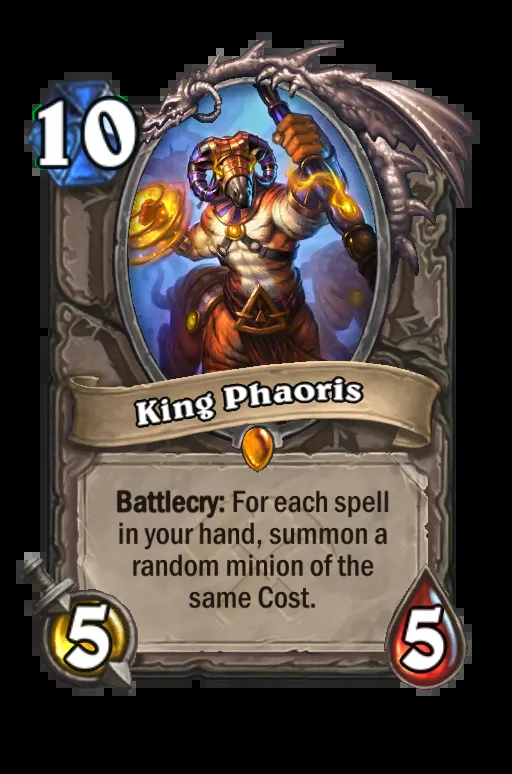 10
King Phaoris
Battlecry: For each spell
in your hand, summon a
random minion of the
same Cost.
5
5